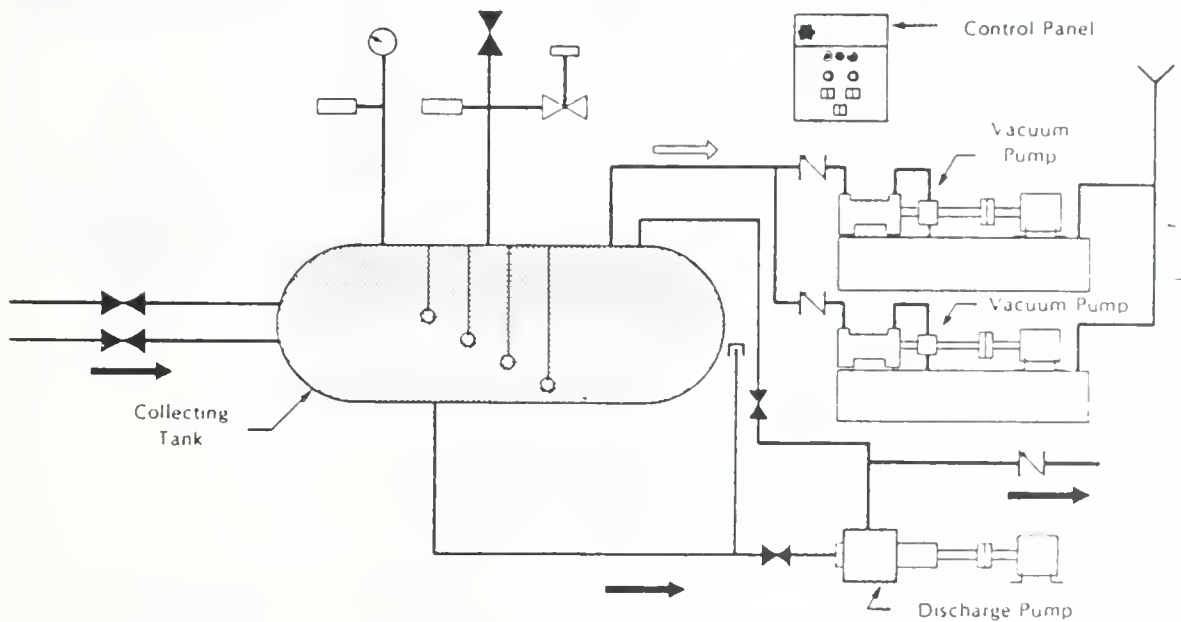 Control Panel
Vacuum
Pump
Vacuum Pump
Collecting
Tank
Discharge Pump